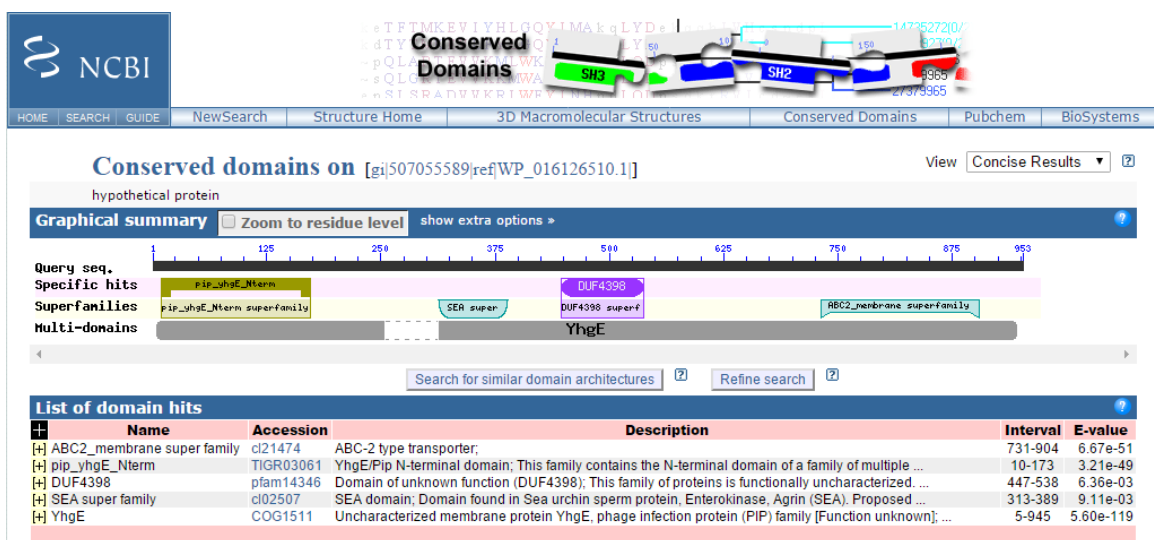 NCBI
Conserved
Domains
SH3
SH2
HOME SEARCH GUIDE NewSearch Structure Home 3D Macromolecular Structures Conserved Domains Pubchem BioSystems
Conserved domains on [gi|507055589|ref|WP_016126510.1|]
View Concise Results ▼ ?
hypothetical protein
Graphical summary Zoom to residue level show extra options » ?
1 125 250 375 500 625 750 875 953
Query seq.
Specific hits pip_yhgE_Nterm DUF4398
Superfamilies pip_yhgE_Nterm superfamily SEA super DUF4398 superf ABC2_membrane superfamily
Multi-domains YhgE
Search for similar domain architectures ? Refine search ?
List of domain hits ?
+ Name Accession Description Interval E-value
[+] ABC2_membrane super family cl21474 ABC-2 type transporter; 731-904 6.67e-51
[+] pip_yhgE_Nterm TIGR03061 YhgE/Pip N-terminal domain; This family contains the N-terminal domain of a family of multiple ... 10-173 3.21e-49
[+] DUF4398 pfam14346 Domain of unknown function (DUF4398); This family of proteins is functionally uncharacterized. ... 447-538 6.36e-03
[+] SEA super family cl02507 SEA domain; Domain found in Sea urchin sperm protein, Enterokinase, Agrin (SEA). Proposed ... 313-389 9.11e-03
[+] YhgE COG1511 Uncharacterized membrane protein YhgE, phage infection protein (PIP) family [Function unknown]; ... 5-945 5.60e-119